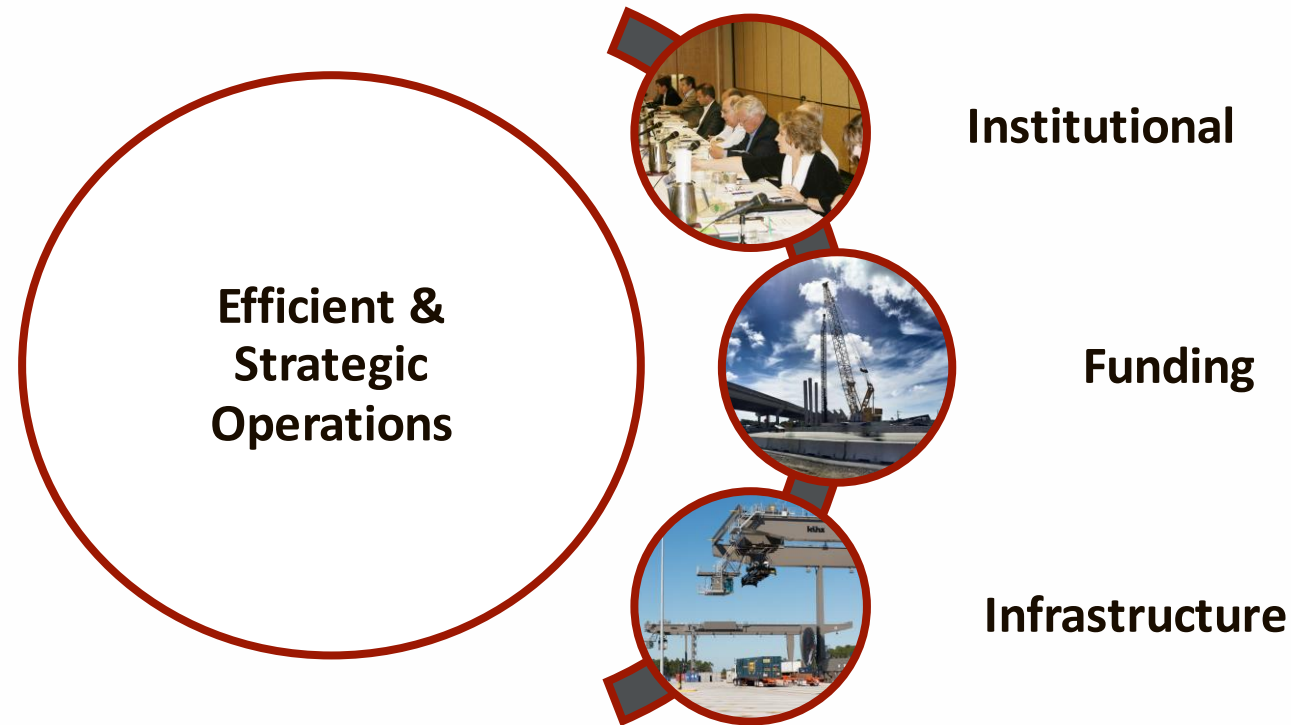 Efficient &
Strategic
Operations
Institutional
Funding
Infrastructure